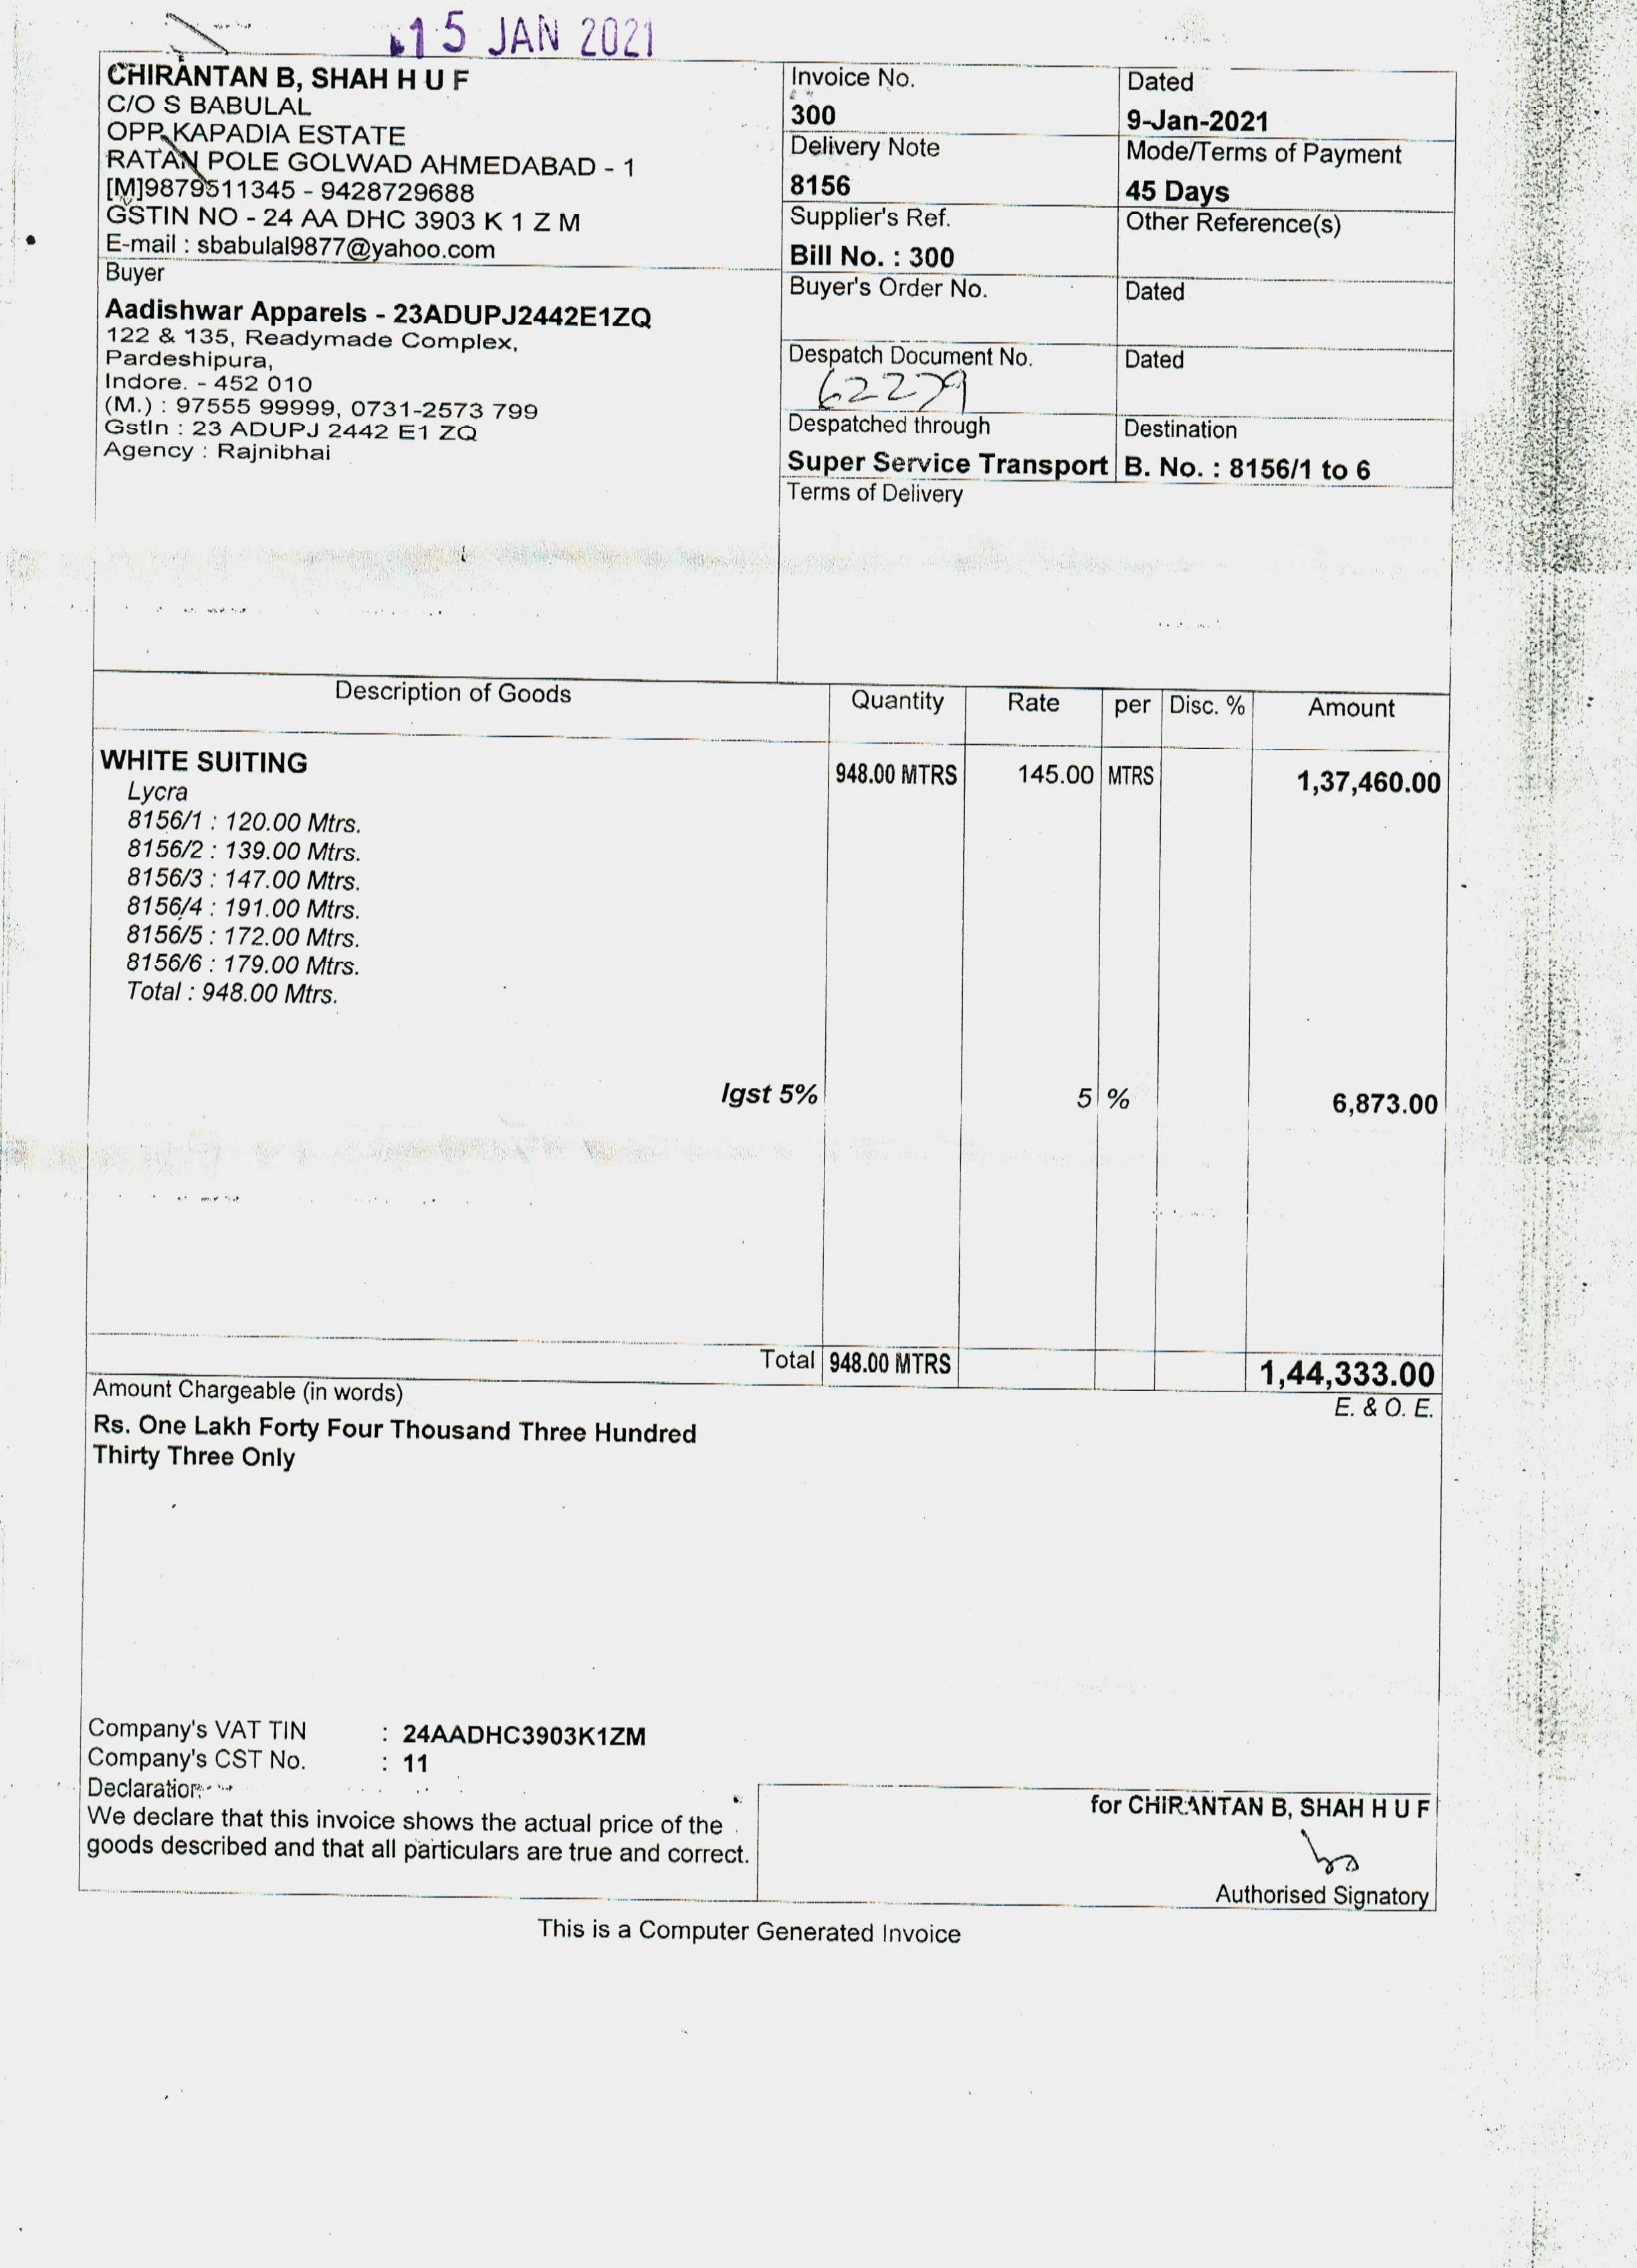 15 JAN 2021
CHIRANTAN B, SHAH H U F
C/O S BABULAL
OPP. KAPADIA ESTATE
RATAN POLE GOLWAD AHMEDABAD - 1
[M]9879511345 - 9428729688
GSTIN NO - 24 AA DHC 3903 K 1 Z M
E-mail : sbabulal9877@yahoo.com
Invoice No.
300
Dated
9-Jan-2021
Delivery Note
8156
Mode/Terms of Payment
45 Days
Supplier's Ref.
Bill No. : 300
Other Reference(s)
Buyer
Aadishwar Apparels - 23ADUPJ2442E1ZQ
122 & 135, Readymade Complex,
Pardeshipura,
Indore. - 452 010
(M.) : 97555 99999, 0731-2573 799
GstIn : 23 ADUPJ 2442 E1 ZQ
Agency : Rajnibhai
Buyer's Order No.
Dated
Despatch Document No.
62279
Dated
Despatched through
Super Service Transport
Destination
B. No. : 8156/1 to 6
Terms of Delivery
Description of Goods Quantity Rate per Disc. % Amount
WHITE SUITING 948.00 MTRS 145.00 MTRS 1,37,460.00
Lycra
8156/1 : 120.00 Mtrs.
8156/2 : 139.00 Mtrs.
8156/3 : 147.00 Mtrs.
8156/4 : 191.00 Mtrs.
8156/5 : 172.00 Mtrs.
8156/6 : 179.00 Mtrs.
Total : 948.00 Mtrs.
Igst 5% 5 % 6,873.00
Total 948.00 MTRS 1,44,333.00
Amount Chargeable (in words) E. & O. E.
Rs. One Lakh Forty Four Thousand Three Hundred
Thirty Three Only
Company's VAT TIN : 24AADHC3903K1ZM
Company's CST No. : 11
Declaration:
We declare that this invoice shows the actual price of the
goods described and that all particulars are true and correct.
for CHIRANTAN B, SHAH H U F
Authorised Signatory
This is a Computer Generated Invoice